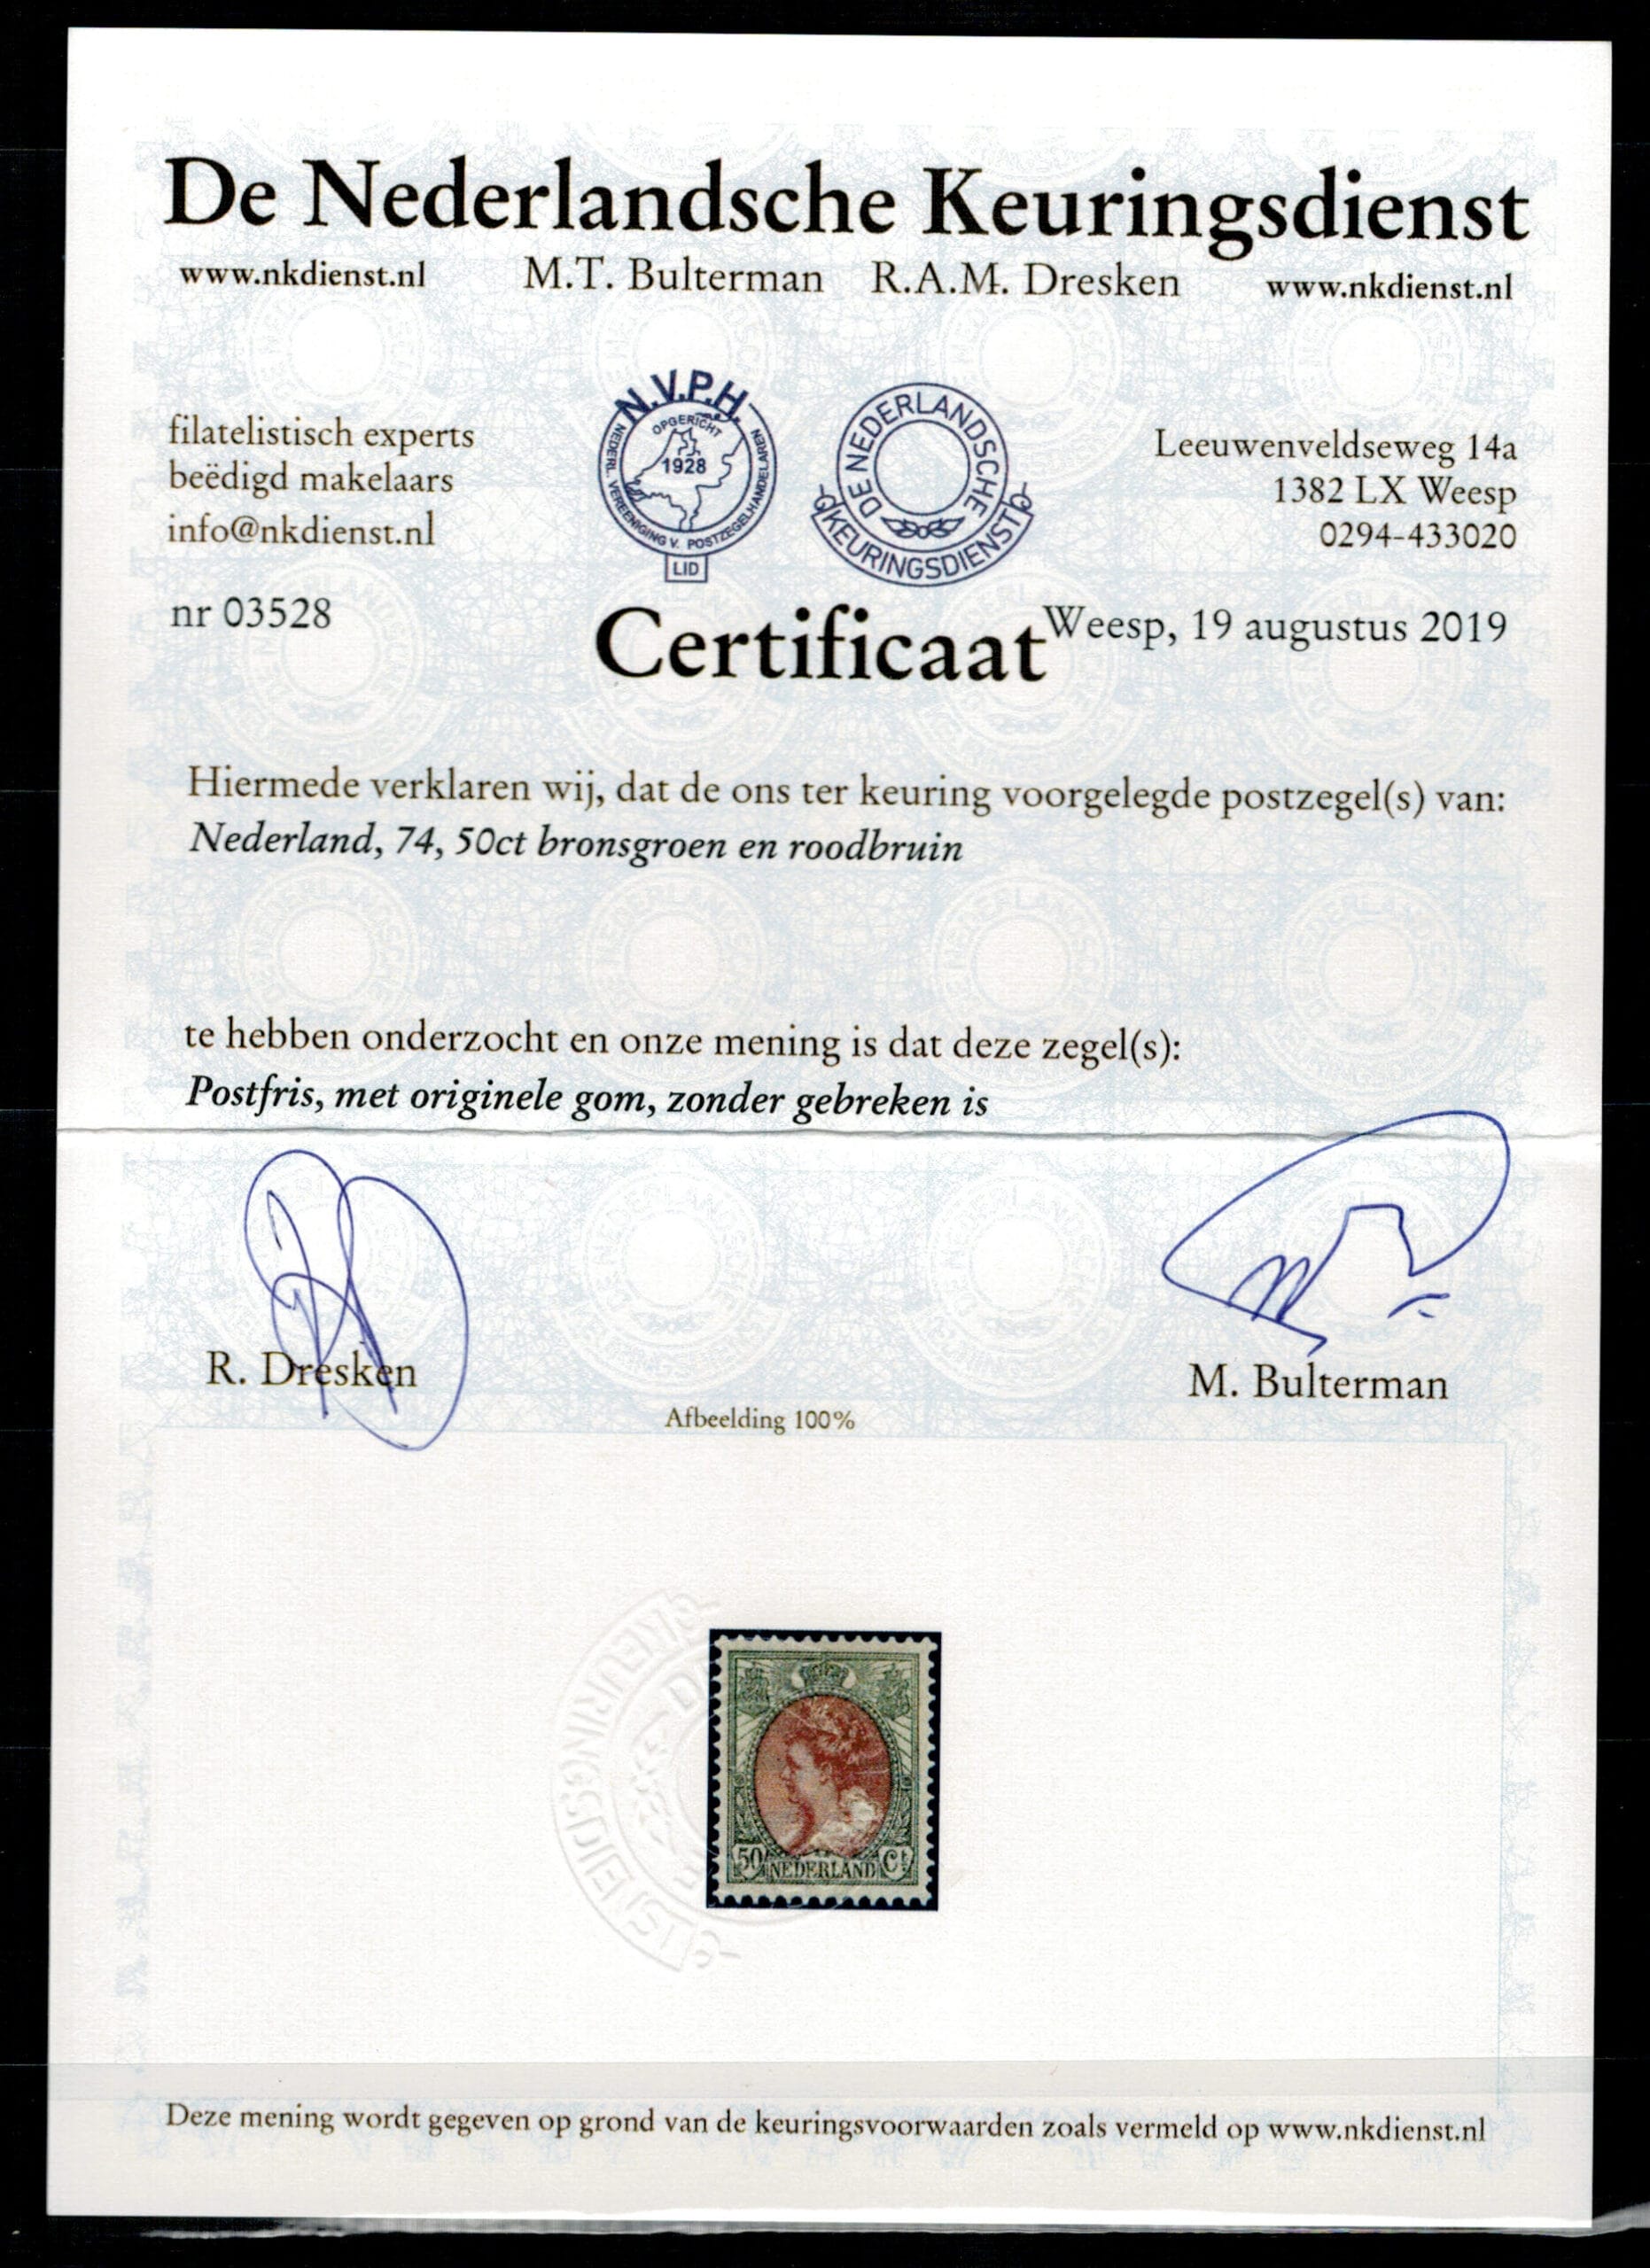 De Nederlandsche Keuringsdienst
www.nkdienst.nl M.T. Bulterman R.A.M. Dresken www.nkdienst.nl
filatelistisch experts
beëdigd makelaars
info@nkdienst.nl
N.V.P.H.
OPGERICHT
1928
NEDERL. VEREENIGING V. POSTZEGELHANDELAREN
LID
DE NEDERLANDSCHE
KEURINGSDIENST
Leeuwenveldseweg 14a
1382 LX Weesp
0294-433020
nr 03528
Certificaat
Weesp, 19 augustus 2019
Hiermede verklaren wij, dat de ons ter keuring voorgelegde postzegel(s) van:
Nederland, 74, 50ct bronsgroen en roodbruin
te hebben onderzocht en onze mening is dat deze zegel(s):
Postfris, met originele gom, zonder gebreken is
R. Dresken
M. Bulterman
Afbeelding 100%
KEURINGSDIENST
50 NEDERLAND Ct
Deze mening wordt gegeven op grond van de keuringsvoorwaarden zoals vermeld op www.nkdienst.nl